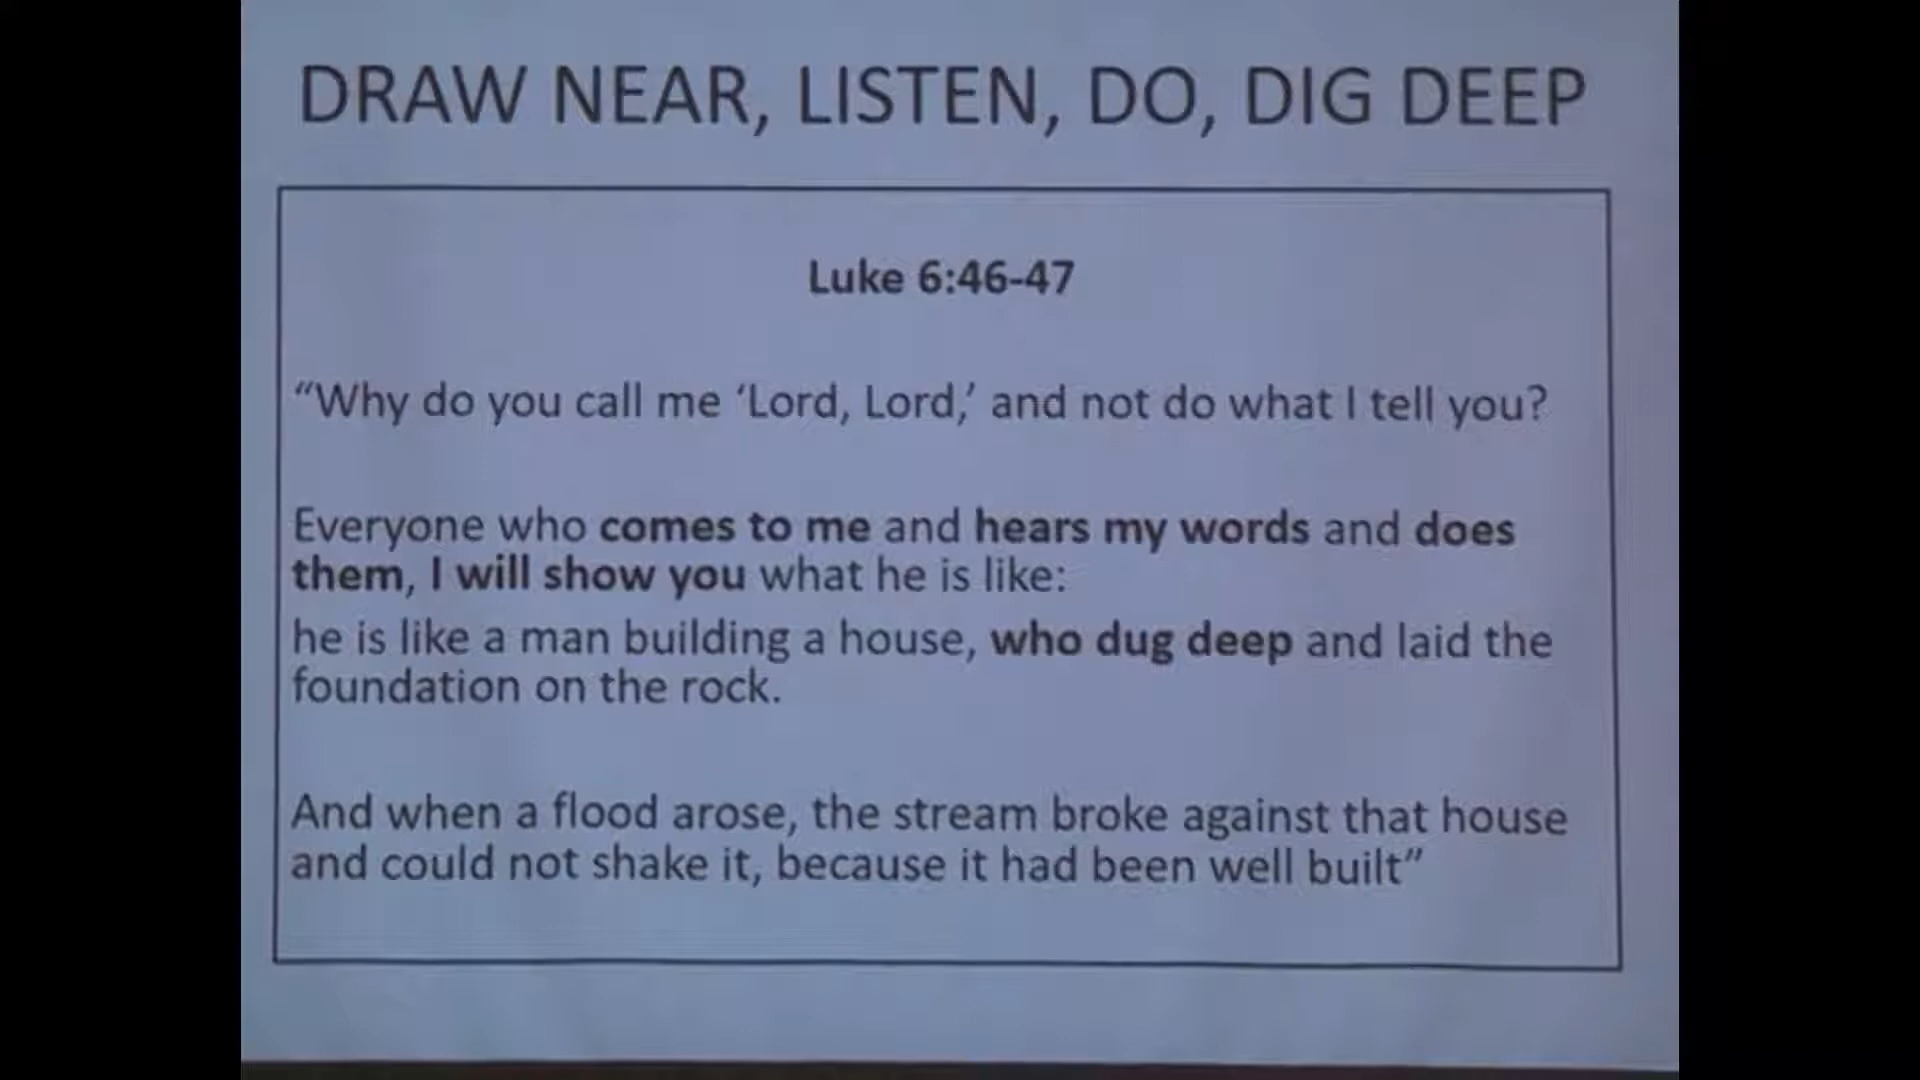 DRAW NEAR, LISTEN, DO, DIG DEEP
Luke 6:46-47
“Why do you call me ‘Lord, Lord,’ and not do what I tell you?
Everyone who comes to me and hears my words and does
them, I will show you what he is like:
he is like a man building a house, who dug deep and laid the
foundation on the rock.
And when a flood arose, the stream broke against that house
and could not shake it, because it had been well built”